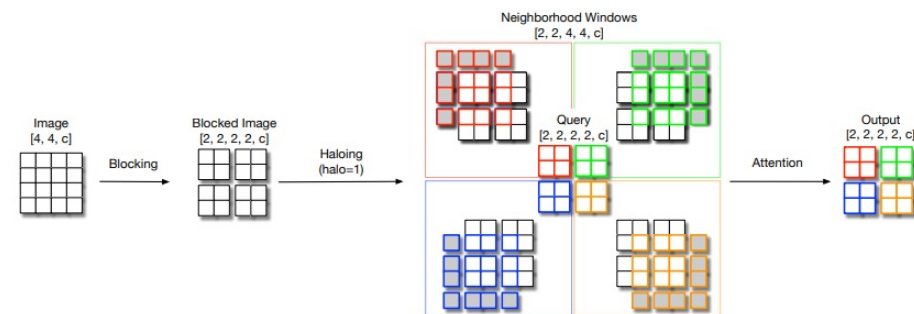 Neighborhood Windows
[2, 2, 4, 4, c]
Image
[4, 4, c]
Blocking
Blocked Image
[2, 2, 2, 2, c]
Haloing
(halo=1)
Query
[2, 2, 2, 2, c]
Attention
Output
[2, 2, 2, 2, c]